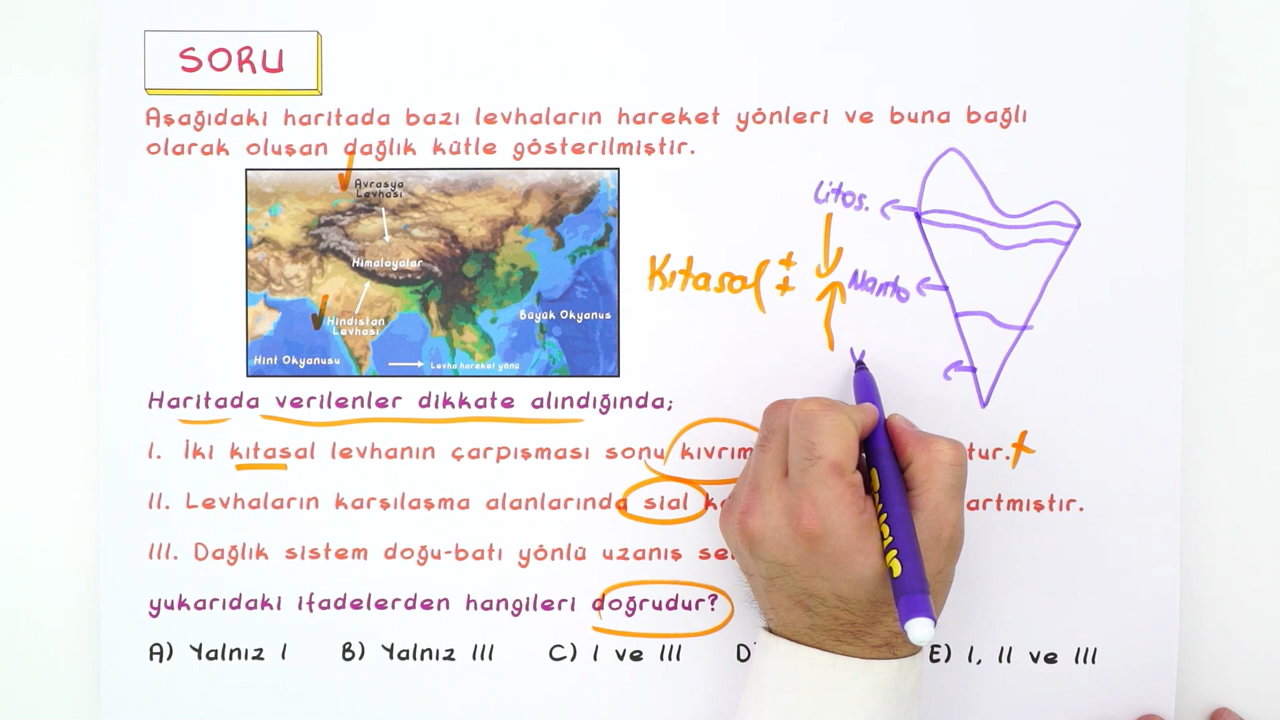 SORU
Aşağıdaki haritada bazı levhaların hareket yönleri ve buna bağlı
olarak oluşan dağlık kütle gösterilmiştir.
Avrasya
Levhası
Himalayalar
Hindistan
Levhası
Büyük Okyanus
Hint Okyanusu
Levha hareket yönü
Litos.
Kıtasal
Manto
Haritada verilenler dikkate alındığında;
I. İki kıtasal levhanın çarpışması sonu kıvrım tur. +
II. Levhaların karşılaşma alanlarında sial artmıştır.
III. Dağlık sistem doğu-batı yönlü uzanış
yukarıdaki ifadelerden hangileri doğrudur?
A) Yalnız I B) Yalnız III C) I ve III D) E) I, II ve III